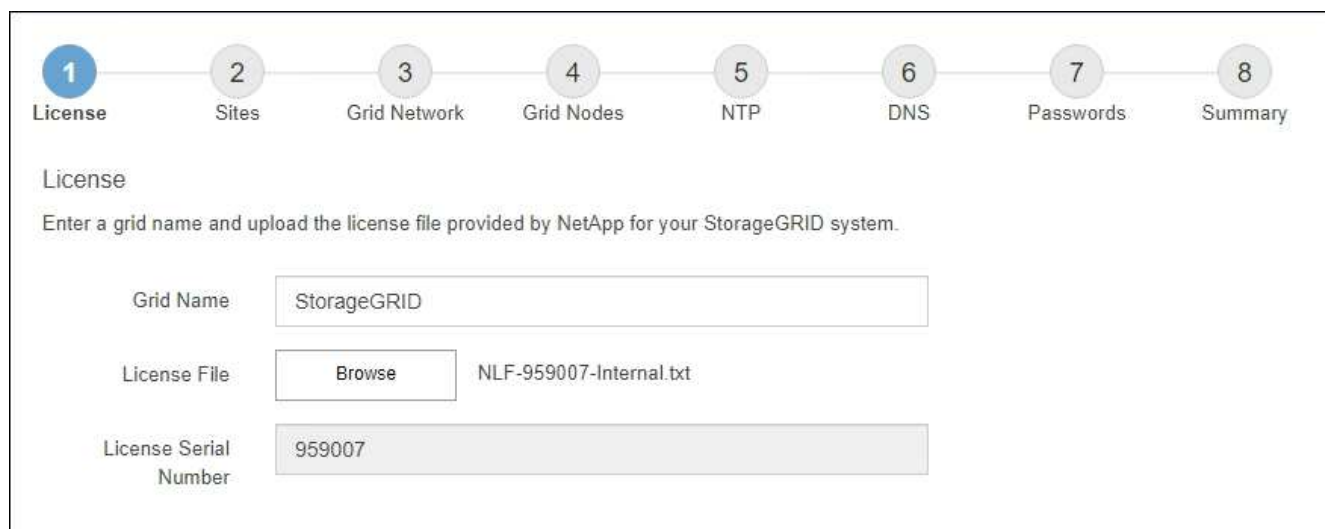 1 2 3 4 5 6 7 8
License Sites Grid Network Grid Nodes NTP DNS Passwords Summary
License
Enter a grid name and upload the license file provided by NetApp for your StorageGRID system.
Grid Name StorageGRID
License File Browse NLF-959007-Internal.txt
License Serial 959007
Number